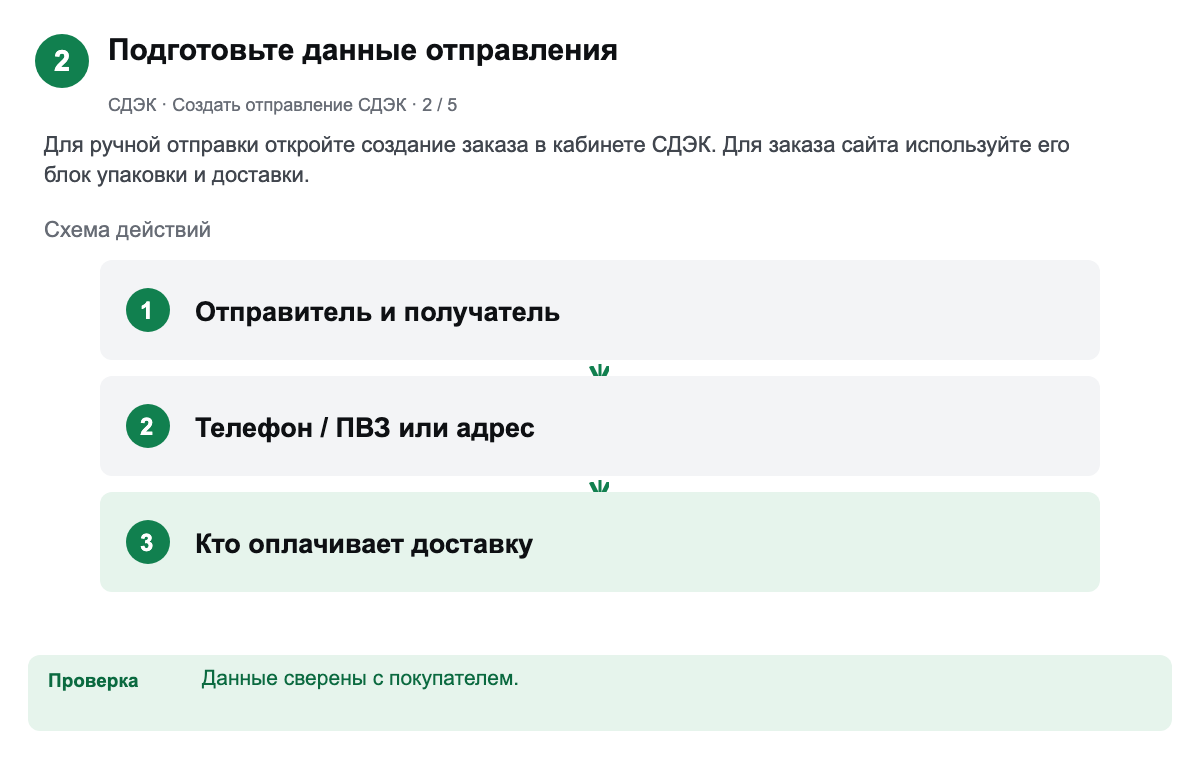 2
Подготовьте данные отправления
СДЭК · Создать отправление СДЭК · 2 / 5
Для ручной отправки откройте создание заказа в кабинете СДЭК. Для заказа сайта используйте его
блок упаковки и доставки.
Схема действий
1 Отправитель и получатель
2 Телефон / ПВЗ или адрес
3 Кто оплачивает доставку
Проверка Данные сверены с покупателем.